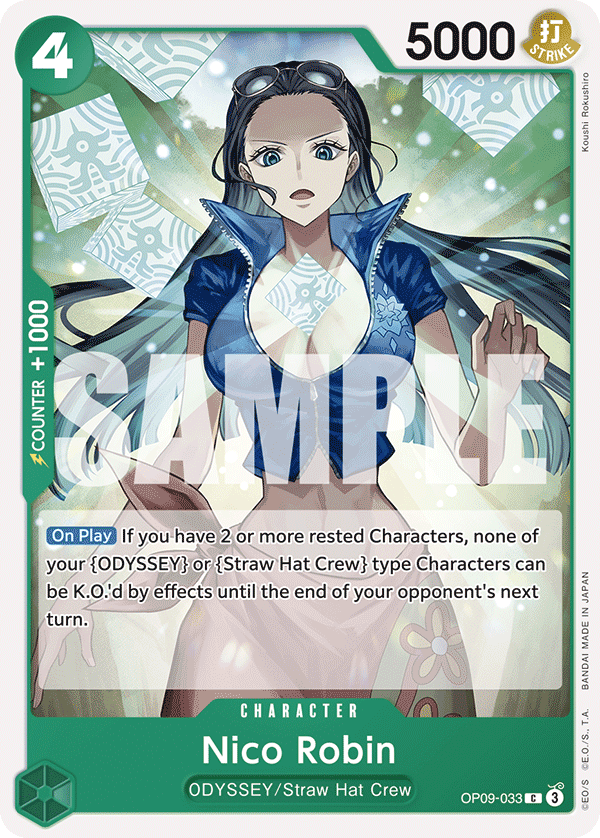 4
5000
打
STRIKE
Koushi Rokushiro
COUNTER +1000
SAMPLE
On Play If you have 2 or more rested Characters, none of
your {ODYSSEY} or {Straw Hat Crew} type Characters can
be K.O.'d by effects until the end of your opponent's next
turn.
©EO/S ©E.O./S., T.A. BANDAI MADE IN JAPAN
CHARACTER
Nico Robin
ODYSSEY/Straw Hat Crew
OP09-033 C 3